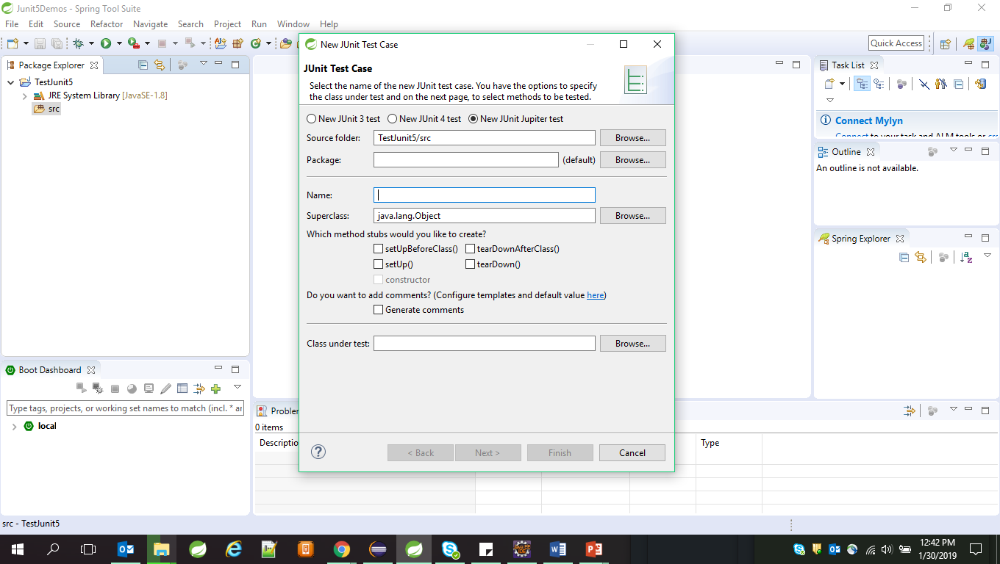 Junit5Demos - Spring Tool Suite
File Edit Source Refactor Navigate Search Project Run Window Help
Quick Access
Package Explorer
TestJunit5
JRE System Library [JavaSE-1.8]
src
New JUnit Test Case
JUnit Test Case
Select the name of the new JUnit test case. You have the options to specify
the class under test and on the next page, to select methods to be tested.
New JUnit 3 test New JUnit 4 test New JUnit Jupiter test
Source folder: TestJunit5/src Browse...
Package: (default) Browse...
Name:
Superclass: java.lang.Object Browse...
Which method stubs would you like to create?
setUpBeforeClass() tearDownAfterClass()
setUp() tearDown()
constructor
Do you want to add comments? (Configure templates and default value here)
Generate comments
Class under test: Browse...
? < Back Next > Finish Cancel
Task List
Connect Mylyn
Connect to your task and ALM tools or
Outline
An outline is not available.
Spring Explorer
Boot Dashboard
Type tags, projects, or working set names to match (incl. *
local
Problem
0 items
Descriptio Type
src - TestJunit5
12:42 PM
1/30/2019